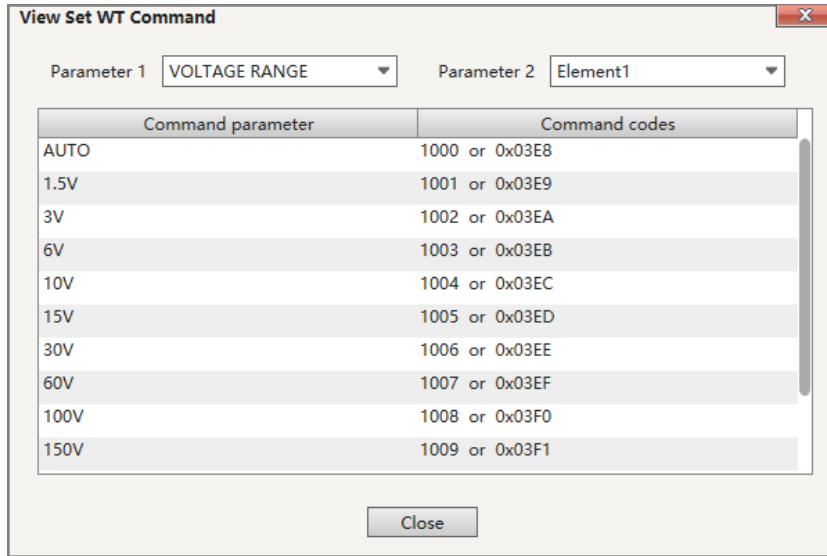 View Set WT Command
Parameter 1 VOLTAGE RANGE Parameter 2 Element1
Command parameter Command codes
AUTO 1000 or 0x03E8
1.5V 1001 or 0x03E9
3V 1002 or 0x03EA
6V 1003 or 0x03EB
10V 1004 or 0x03EC
15V 1005 or 0x03ED
30V 1006 or 0x03EE
60V 1007 or 0x03EF
100V 1008 or 0x03F0
150V 1009 or 0x03F1
Close